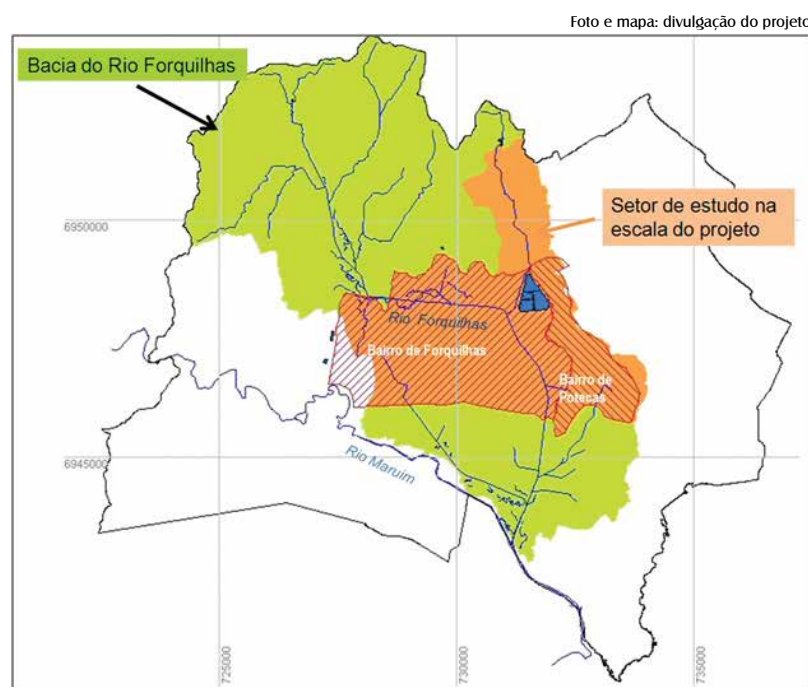 Foto e mapa: divulgação do projeto
Bacia do Rio Forquilhas
6950000
Setor de estudo na
escala do projeto
Rio Forquilhas
Bairro de Forquilhas
Bairro de
Potecas
6945000
Rio Maruim
725000
730000
735000